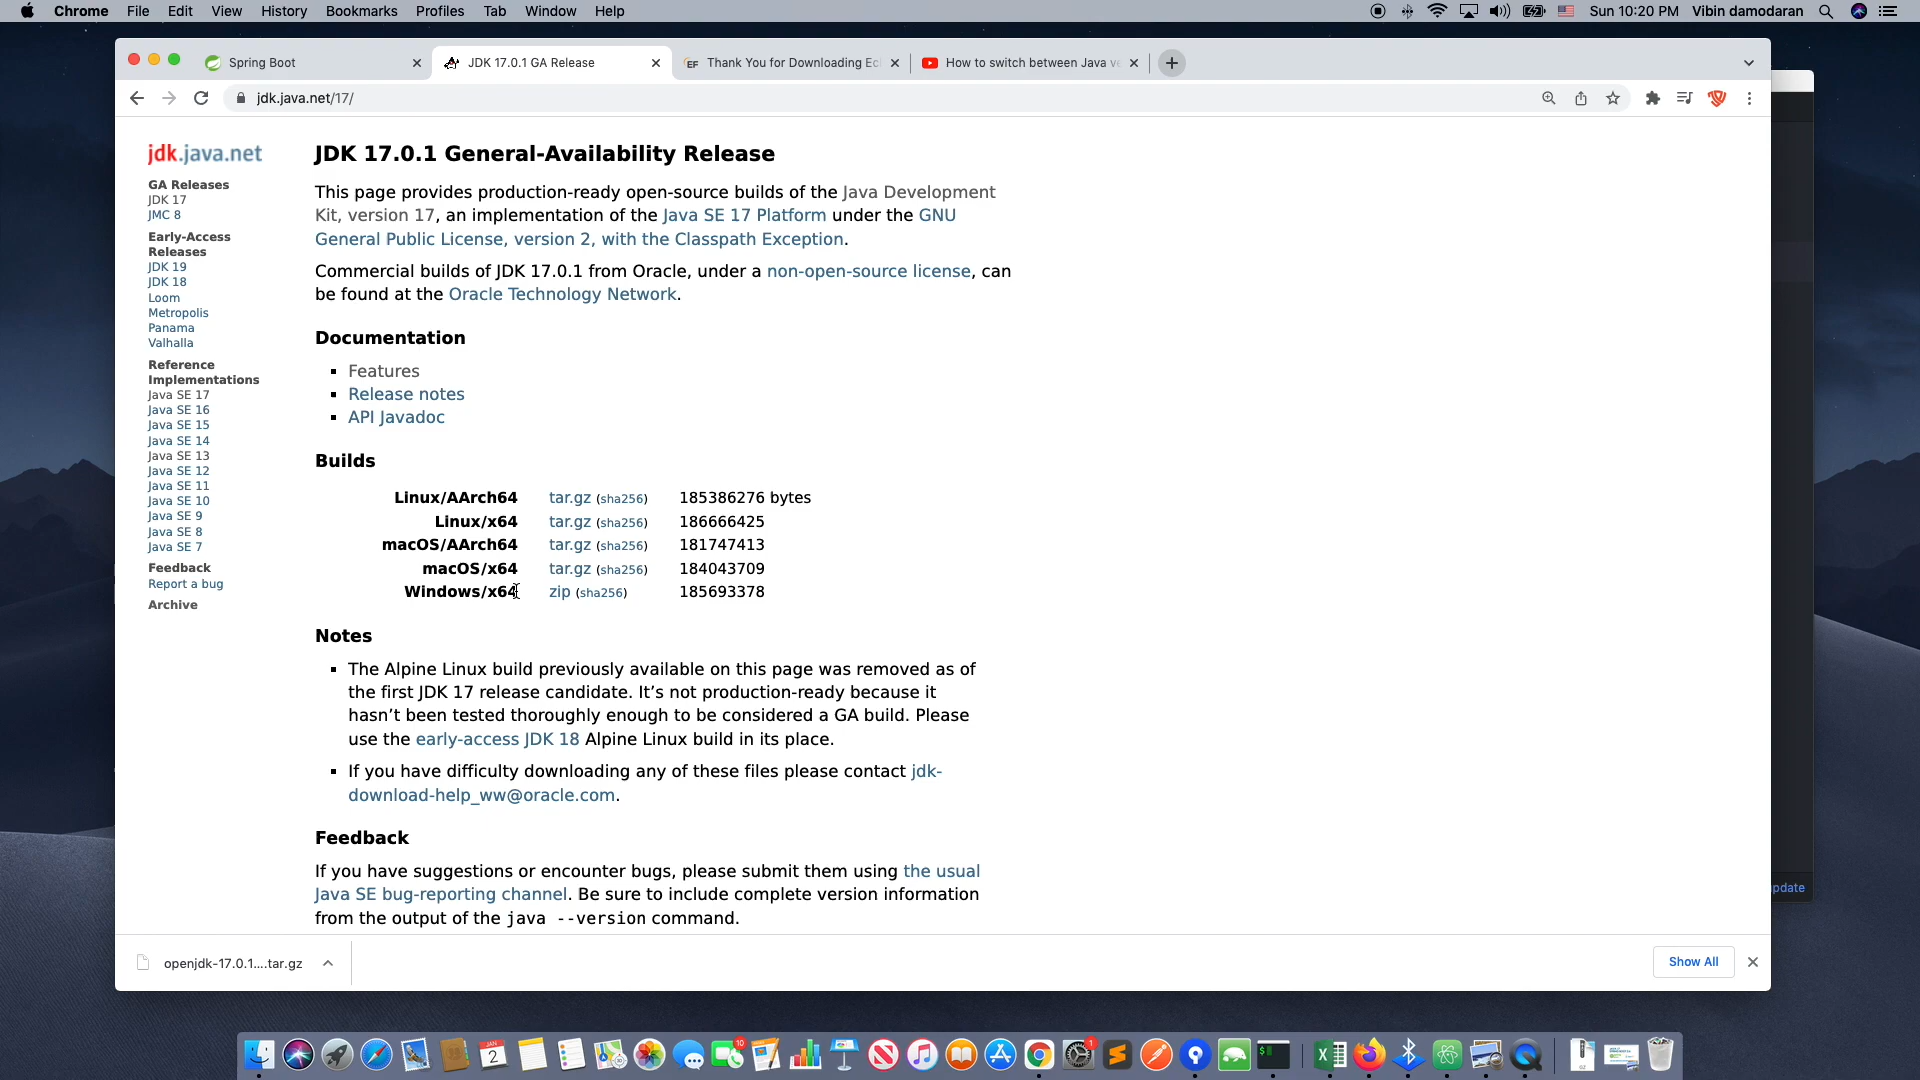 Chrome File Edit View History Bookmarks Profiles Tab Window Help Sun 10:20 PM Vibin damodaran
Spring Boot JDK 17.0.1 GA Release EF Thank You for Downloading Ec How to switch between Java ve
jdk.java.net/17/
jdk.java.net
GA Releases
JDK 17
JMC 8
Early-Access
Releases
JDK 19
JDK 18
Loom
Metropolis
Panama
Valhalla
Reference
Implementations
Java SE 17
Java SE 16
Java SE 15
Java SE 14
Java SE 13
Java SE 12
Java SE 11
Java SE 10
Java SE 9
Java SE 8
Java SE 7
Feedback
Report a bug
Archive
JDK 17.0.1 General-Availability Release
This page provides production-ready open-source builds of the Java Development
Kit, version 17, an implementation of the Java SE 17 Platform under the GNU
General Public License, version 2, with the Classpath Exception.
Commercial builds of JDK 17.0.1 from Oracle, under a non-open-source license, can
be found at the Oracle Technology Network.
Documentation
▪ Features
▪ Release notes
▪ API Javadoc
Builds
Linux/AArch64 tar.gz (sha256) 185386276 bytes
Linux/x64 tar.gz (sha256) 186666425
macOS/AArch64 tar.gz (sha256) 181747413
macOS/x64 tar.gz (sha256) 184043709
Windows/x64 zip (sha256) 185693378
Notes
▪ The Alpine Linux build previously available on this page was removed as of
the first JDK 17 release candidate. It’s not production-ready because it
hasn’t been tested thoroughly enough to be considered a GA build. Please
use the early-access JDK 18 Alpine Linux build in its place.
▪ If you have difficulty downloading any of these files please contact jdk-
download-help_ww@oracle.com.
Feedback
If you have suggestions or encounter bugs, please submit them using the usual
Java SE bug-reporting channel. Be sure to include complete version information
from the output of the java --version command.
pdate
openjdk-17.0.1....tar.gz Show All
2 10 1